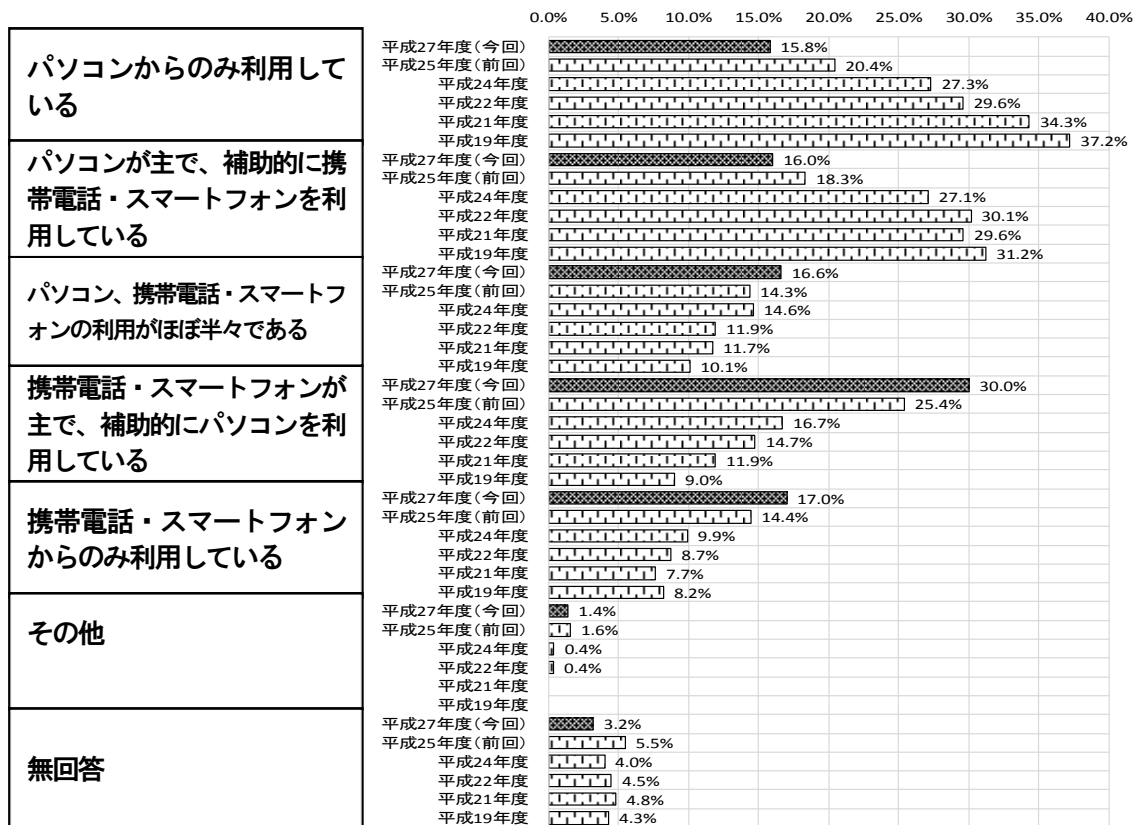 0.0% 5.0% 10.0% 15.0% 20.0% 25.0% 30.0% 35.0% 40.0%
パソコンからのみ利用して
いる
平成27年度(今回) 15.8%
平成25年度(前回) 20.4%
平成24年度 27.3%
平成22年度 29.6%
平成21年度 34.3%
平成19年度 37.2%
パソコンが主で、補助的に携
帯電話・スマートフォンを利
用している
平成27年度(今回) 16.0%
平成25年度(前回) 18.3%
平成24年度 27.1%
平成22年度 30.1%
平成21年度 29.6%
平成19年度 31.2%
パソコン、携帯電話・スマートフ
ォンの利用がほぼ半々である
平成27年度(今回) 16.6%
平成25年度(前回) 14.3%
平成24年度 14.6%
平成22年度 11.9%
平成21年度 11.7%
平成19年度 10.1%
携帯電話・スマートフォンが
主で、補助的にパソコンを利
用している
平成27年度(今回) 30.0%
平成25年度(前回) 25.4%
平成24年度 16.7%
平成22年度 14.7%
平成21年度 11.9%
平成19年度 9.0%
携帯電話・スマートフォン
からのみ利用している
平成27年度(今回) 17.0%
平成25年度(前回) 14.4%
平成24年度 9.9%
平成22年度 8.7%
平成21年度 7.7%
平成19年度 8.2%
その他
平成27年度(今回) 1.4%
平成25年度(前回) 1.6%
平成24年度 0.4%
平成22年度 0.4%
平成21年度
平成19年度
無回答
平成27年度(今回) 3.2%
平成25年度(前回) 5.5%
平成24年度 4.0%
平成22年度 4.5%
平成21年度 4.8%
平成19年度 4.3%